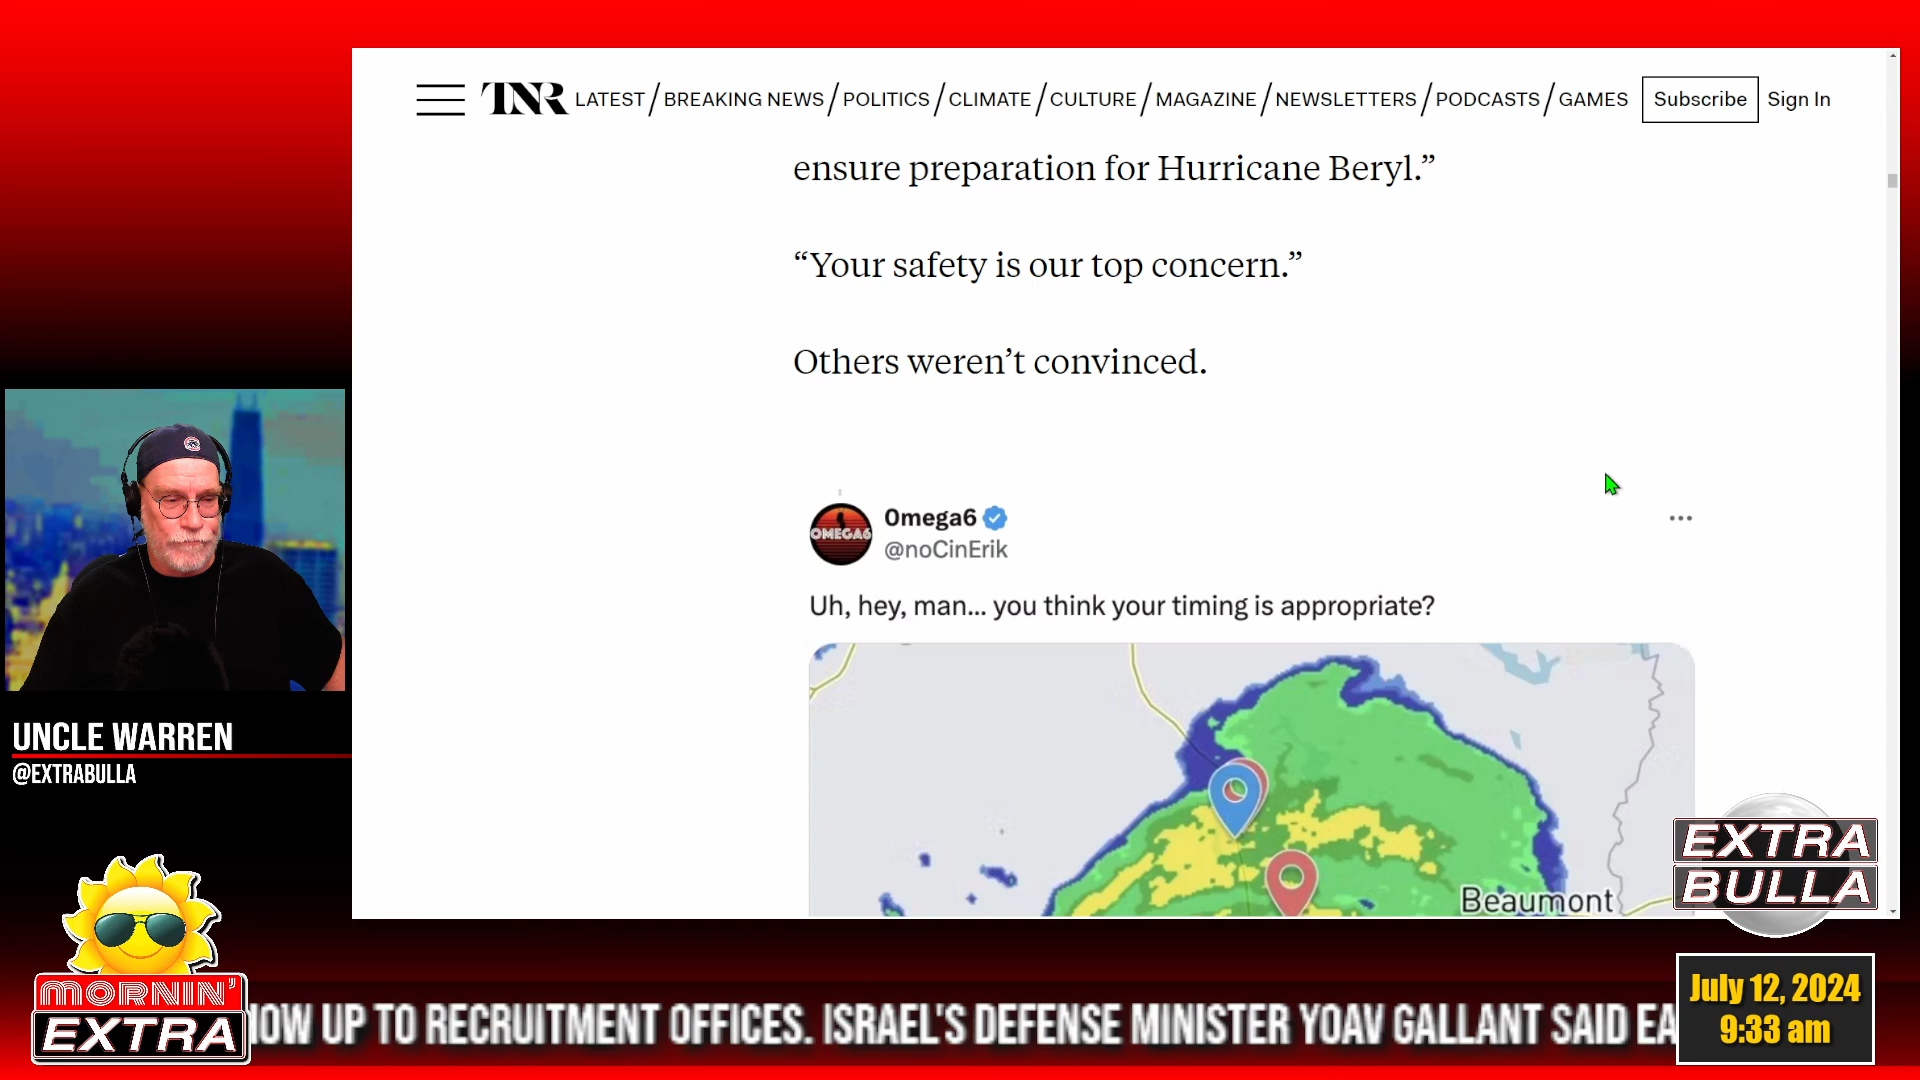 TNR LATEST / BREAKING NEWS / POLITICS / CLIMATE / CULTURE / MAGAZINE / NEWSLETTERS / PODCASTS / GAMES Subscribe Sign In
ensure preparation for Hurricane Beryl.”
“Your safety is our top concern.”
Others weren’t convinced.
OMEGA6
Omega6
@noCinErik
Uh, hey, man... you think your timing is appropriate?
Beaumont
UNCLE WARREN
@EXTRABULLA
EXTRA
BULLA
MORNIN'
EXTRA
UP TO RECRUITMENT OFFICES. ISRAEL'S DEFENSE MINISTER YOAV GALLANT SAID
July 12, 2024
9:33 am